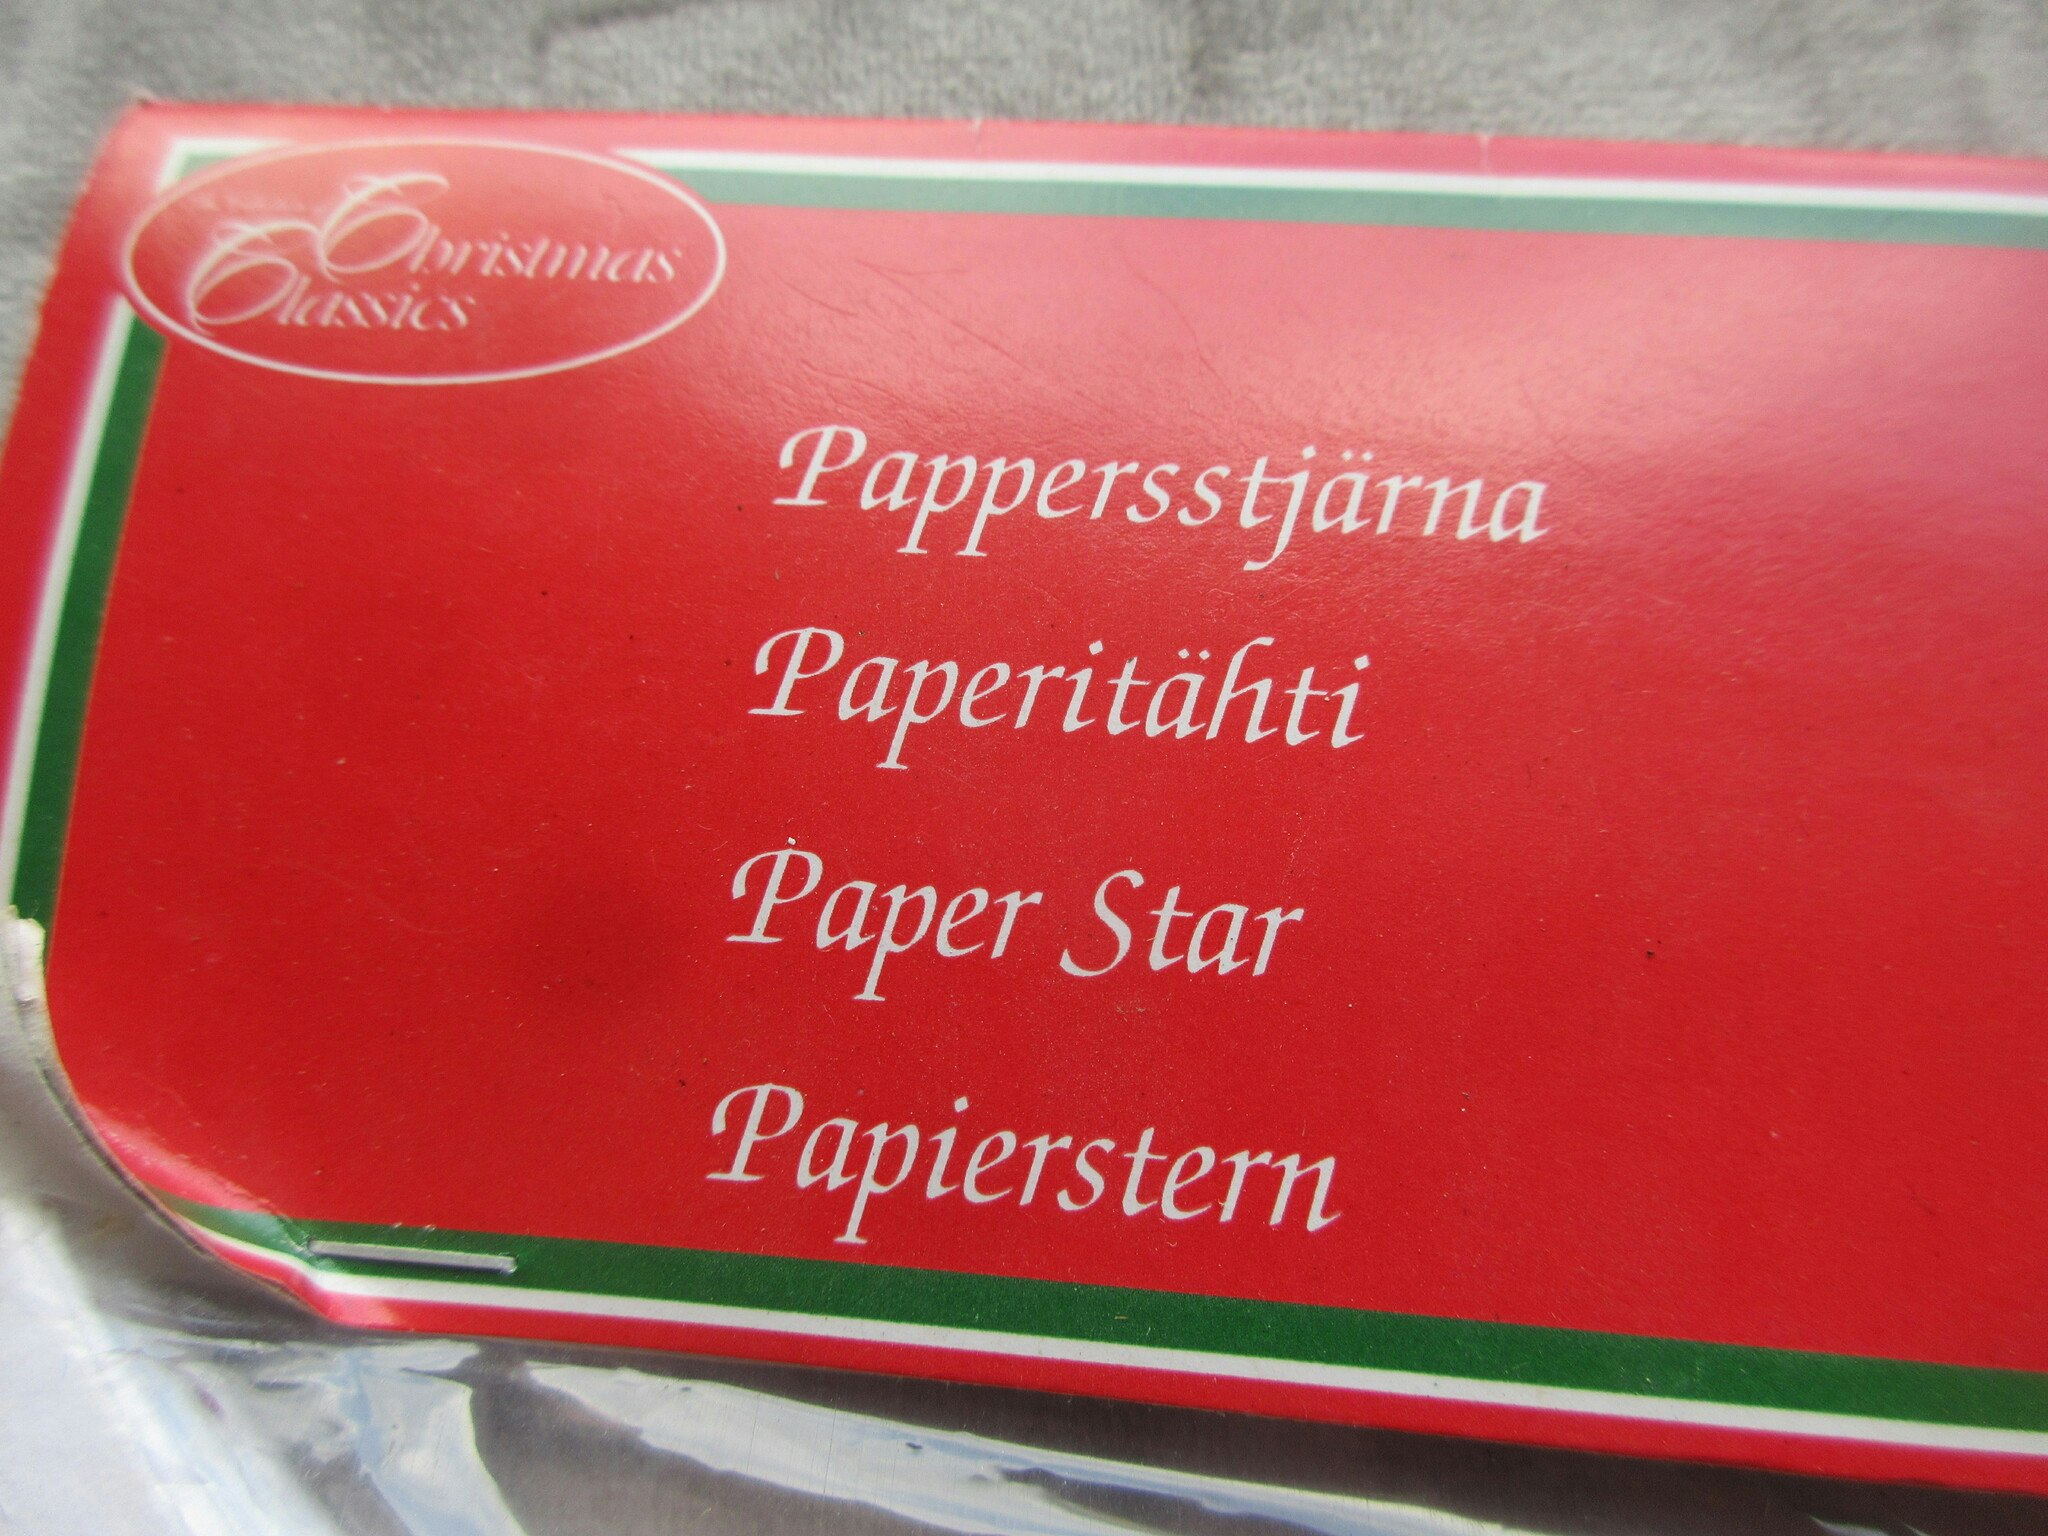 Christmas
Classics
Pappersstjärna
Paperitähti
Paper Star
Papierstern